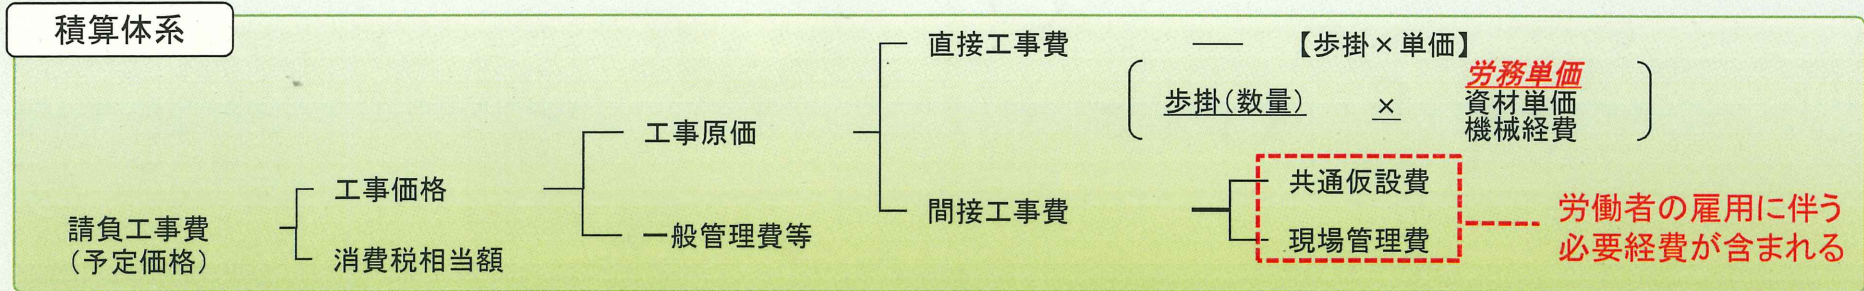 積算体系
直接工事費
【歩掛×単価】
歩掛(数量)
×
労務単価
資材単価
機械経費
工事原価
工事価格
共通仮設費
間接工事費
現場管理費
労働者の雇用に伴う
必要経費が含まれる
請負工事費
(予定価格)
一般管理費等
消費税相当額